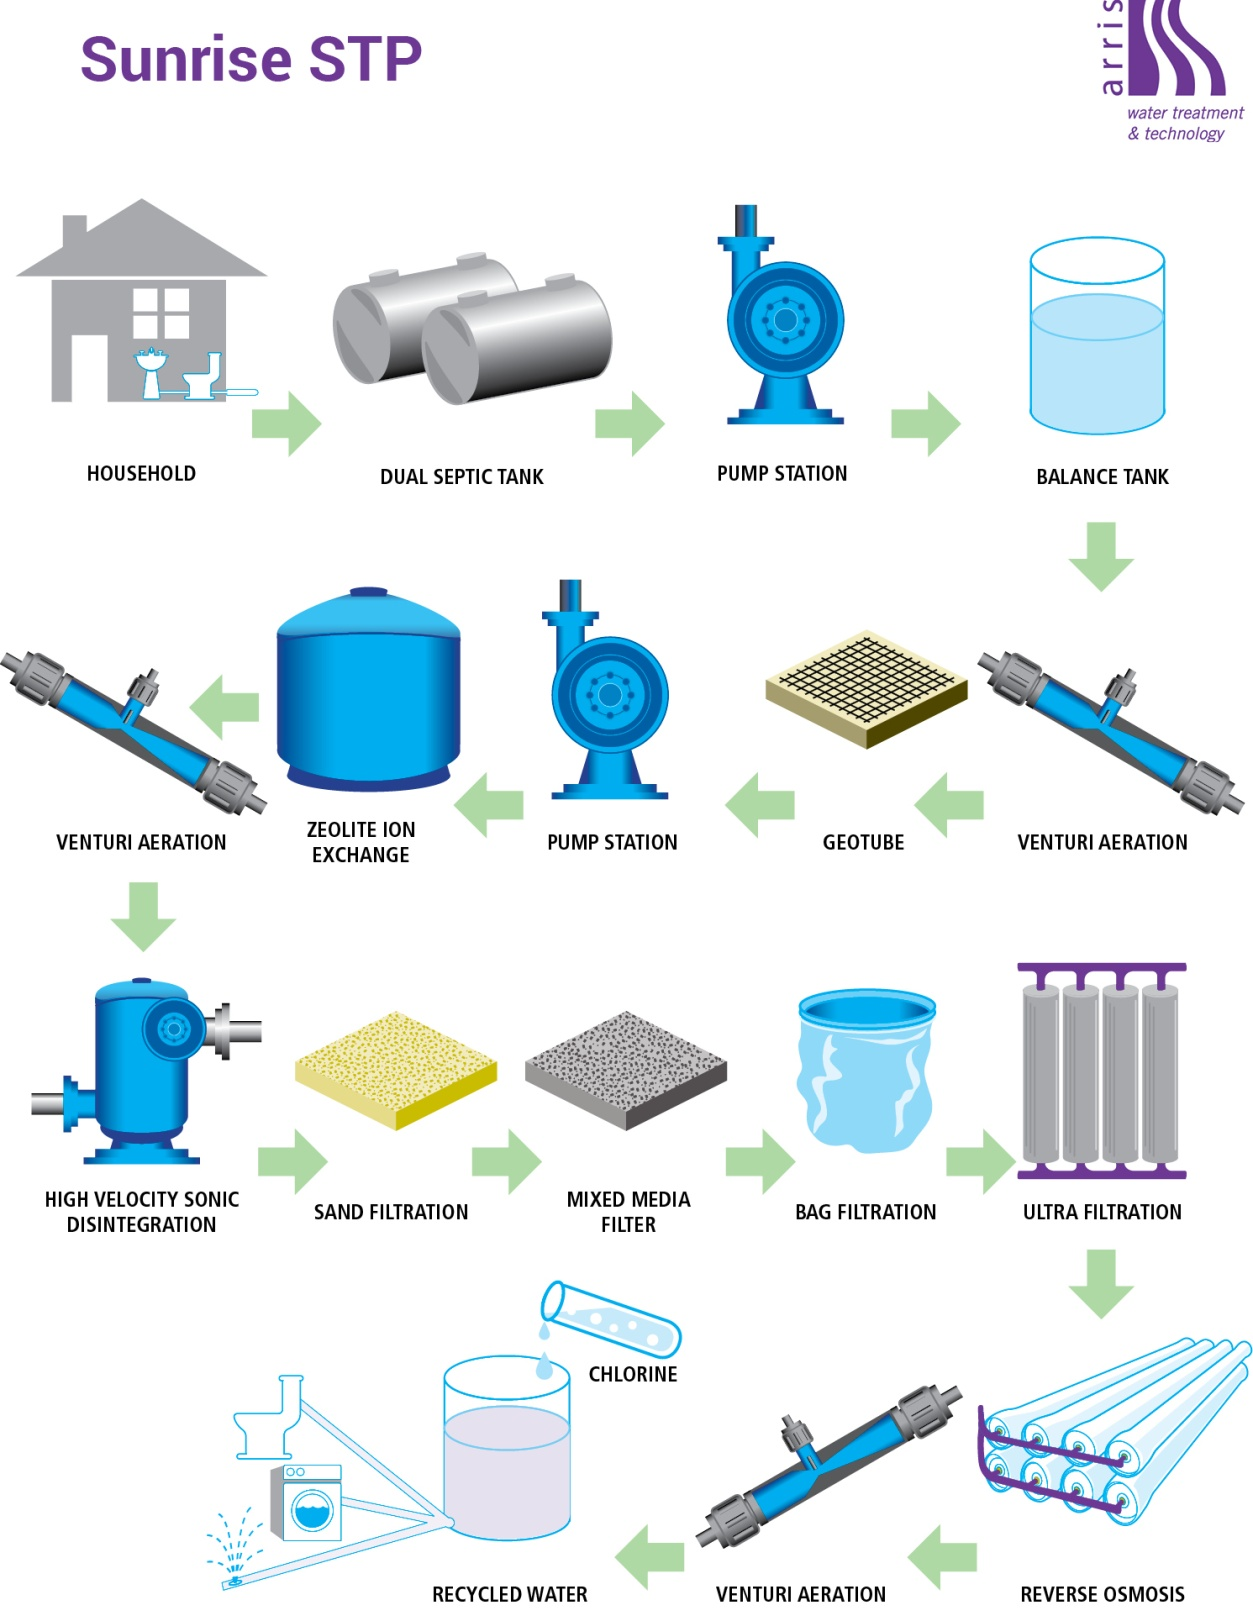 Sunrise STP
arris
water treatment
& technology
HOUSEHOLD
DUAL SEPTIC TANK
PUMP STATION
BALANCE TANK
VENTURI AERATION
ZEOLITE ION
EXCHANGE
PUMP STATION
GEOTUBE
VENTURI AERATION
HIGH VELOCITY SONIC
DISINTEGRATION
SAND FILTRATION
MIXED MEDIA
FILTER
BAG FILTRATION
ULTRA FILTRATION
CHLORINE
RECYCLED WATER
VENTURI AERATION
REVERSE OSMOSIS